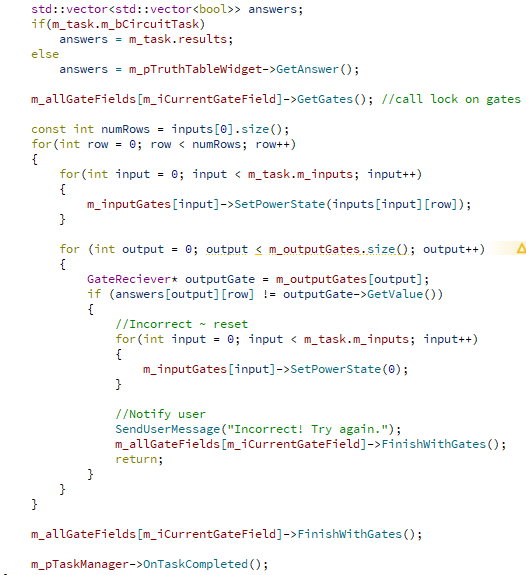 std::vector<std::vector<bool>> answers;
if(m_task.m_bCircuitTask)
    answers = m_task.results;
else
    answers = m_pTruthTableWidget->GetAnswer();

m_allGateFields[m_iCurrentGateField]->GetGates(); //call lock on gates

const int numRows = inputs[0].size();
for(int row = 0; row < numRows; row++)
{
    for(int input = 0; input < m_task.m_inputs; input++)
    {
        m_inputGates[input]->SetPowerState(inputs[input][row]);
    }

    for (int output = 0; output < m_outputGates.size(); output++)
    {
        GateReciever* outputGate = m_outputGates[output];
        if (answers[output][row] != outputGate->GetValue())
        {
            //Incorrect ~ reset
            for(int input = 0; input < m_task.m_inputs; input++)
            {
                m_inputGates[input]->SetPowerState(0);
            }

            //Notify user
            SendUserMessage("Incorrect! Try again.");
            m_allGateFields[m_iCurrentGateField]->FinishWithGates();
            return;
        }
    }
}

m_allGateFields[m_iCurrentGateField]->FinishWithGates();

m_pTaskManager->OnTaskCompleted();